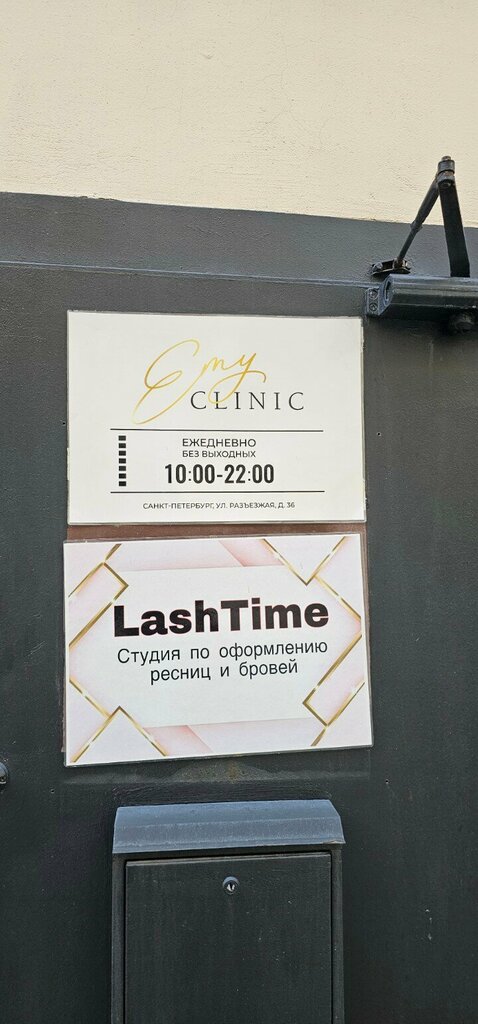 Emy
CLINIC
ЕЖЕДНЕВНО
БЕЗ ВЫХОДНЫХ
10:00-22:00
САНКТ-ПЕТЕРБУРГ, УЛ. РАЗЪЕЗЖАЯ, Д. 36
LashTime
Студия по оформлению
ресниц и бровей